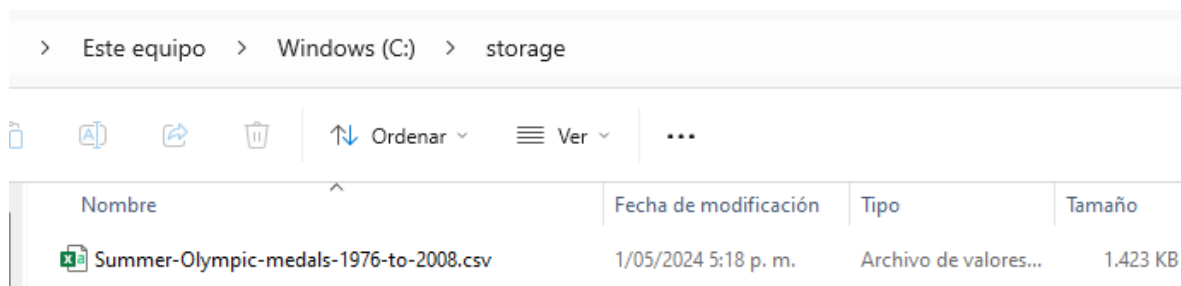 > Este equipo > Windows (C:) > storage
Ordenar Ver ...
Nombre Fecha de modificación Tipo Tamaño
Summer-Olympic-medals-1976-to-2008.csv 1/05/2024 5:18 p. m. Archivo de valores... 1.423 KB